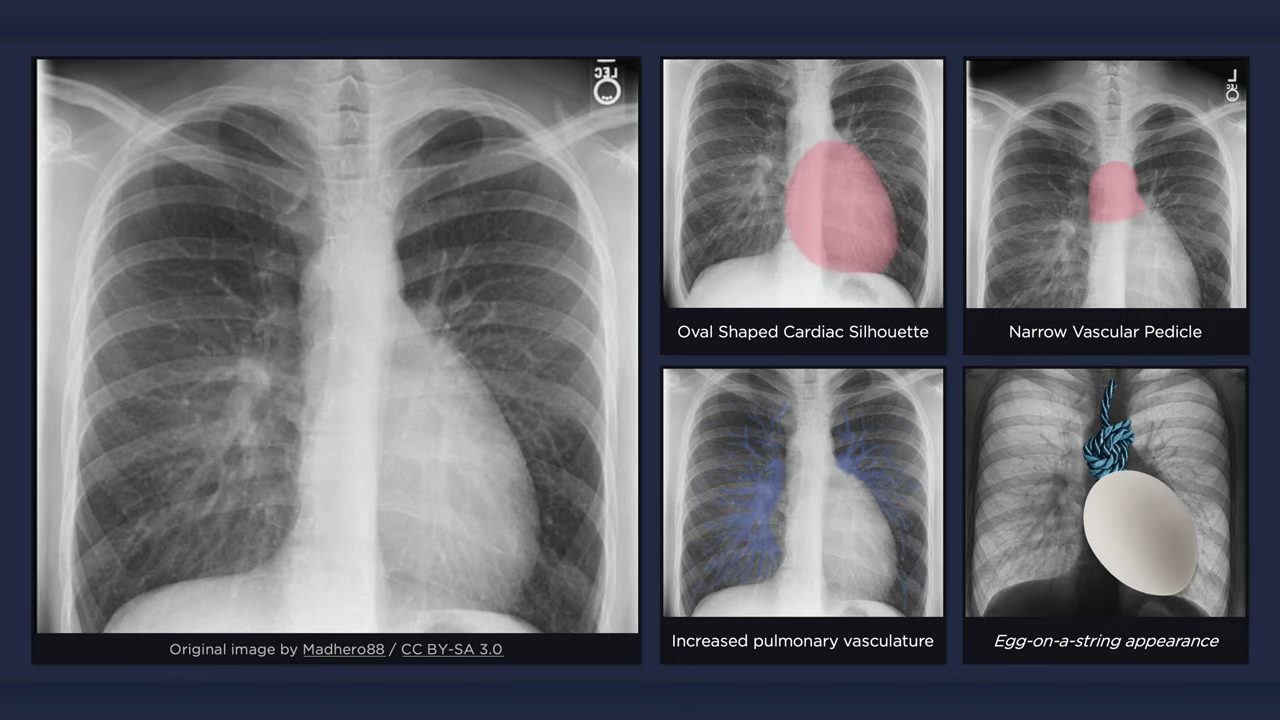 Original image by Madhero88 / CC BY-SA 3.0
Oval Shaped Cardiac Silhouette
L
Narrow Vascular Pedicle
Increased pulmonary vasculature
Egg-on-a-string appearance